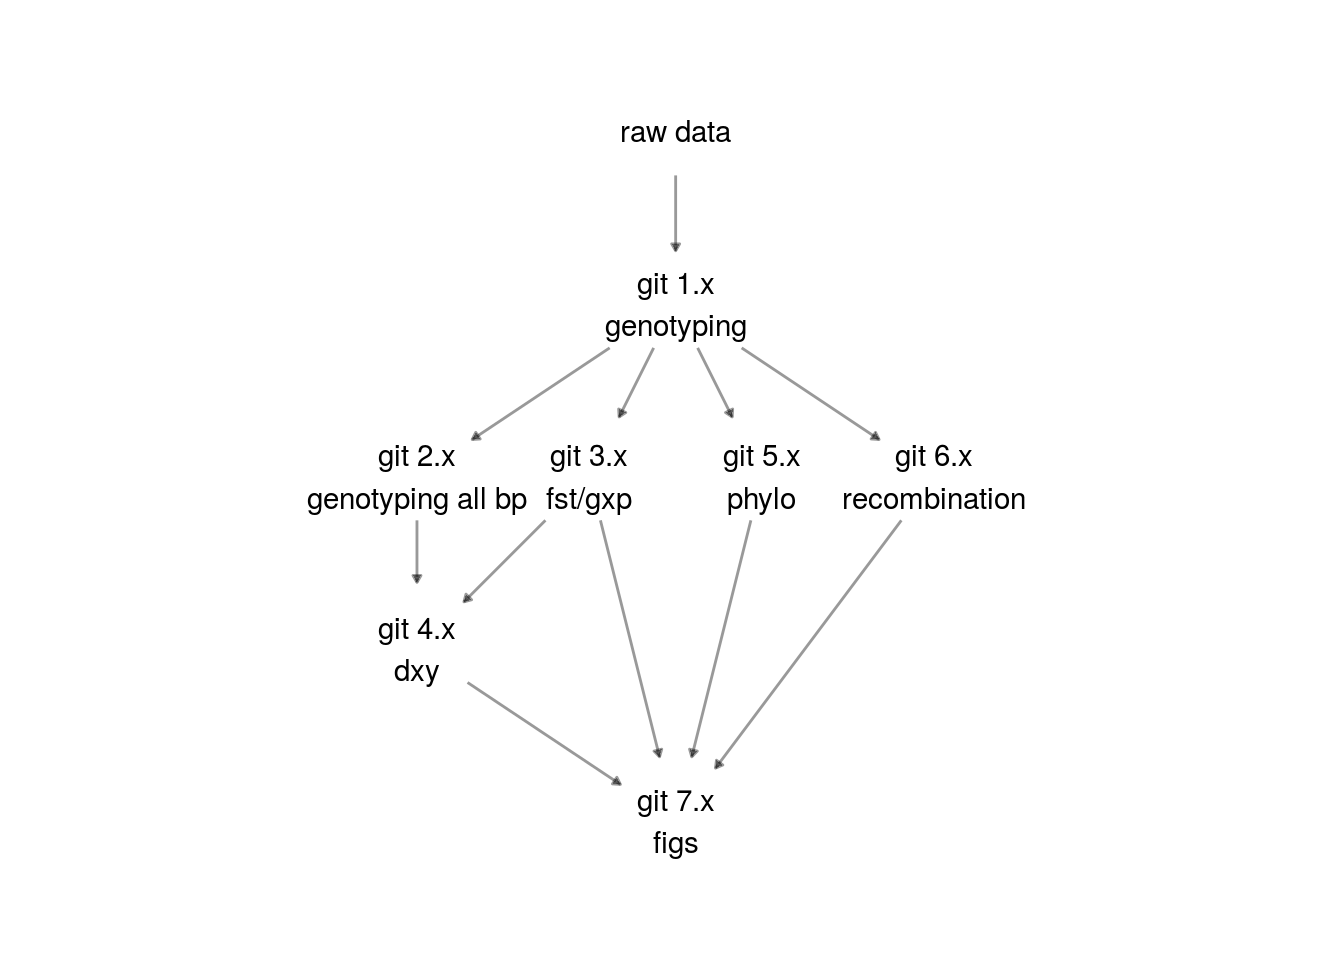 raw data
git 1.x
genotyping
git 2.x
genotyping all bp
git 3.x
fst/gxp
git 5.x
phylo
git 6.x
recombination
git 4.x
dxy
git 7.x
figs